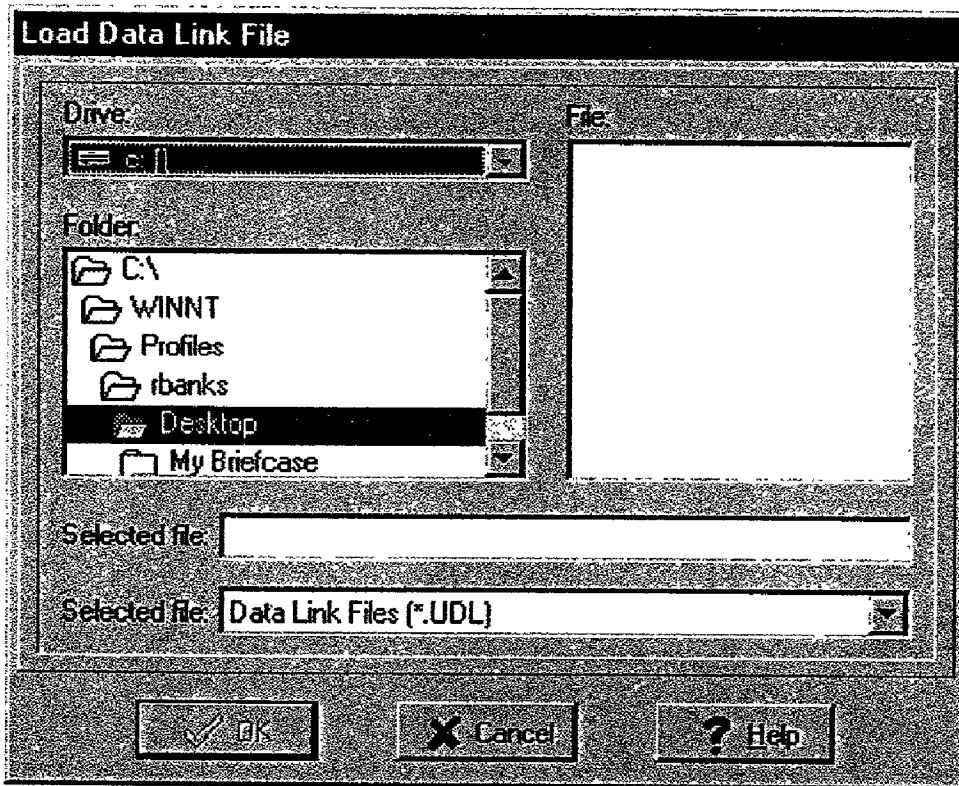 Load Data Link File
Drive:
File:
c: []
Folder:
C:\
WINNT
Profiles
rbanks
Desktop
My Briefcase
Selected file:
Selected file: Data Link Files (*.UDL)
OK
Cancel
Help